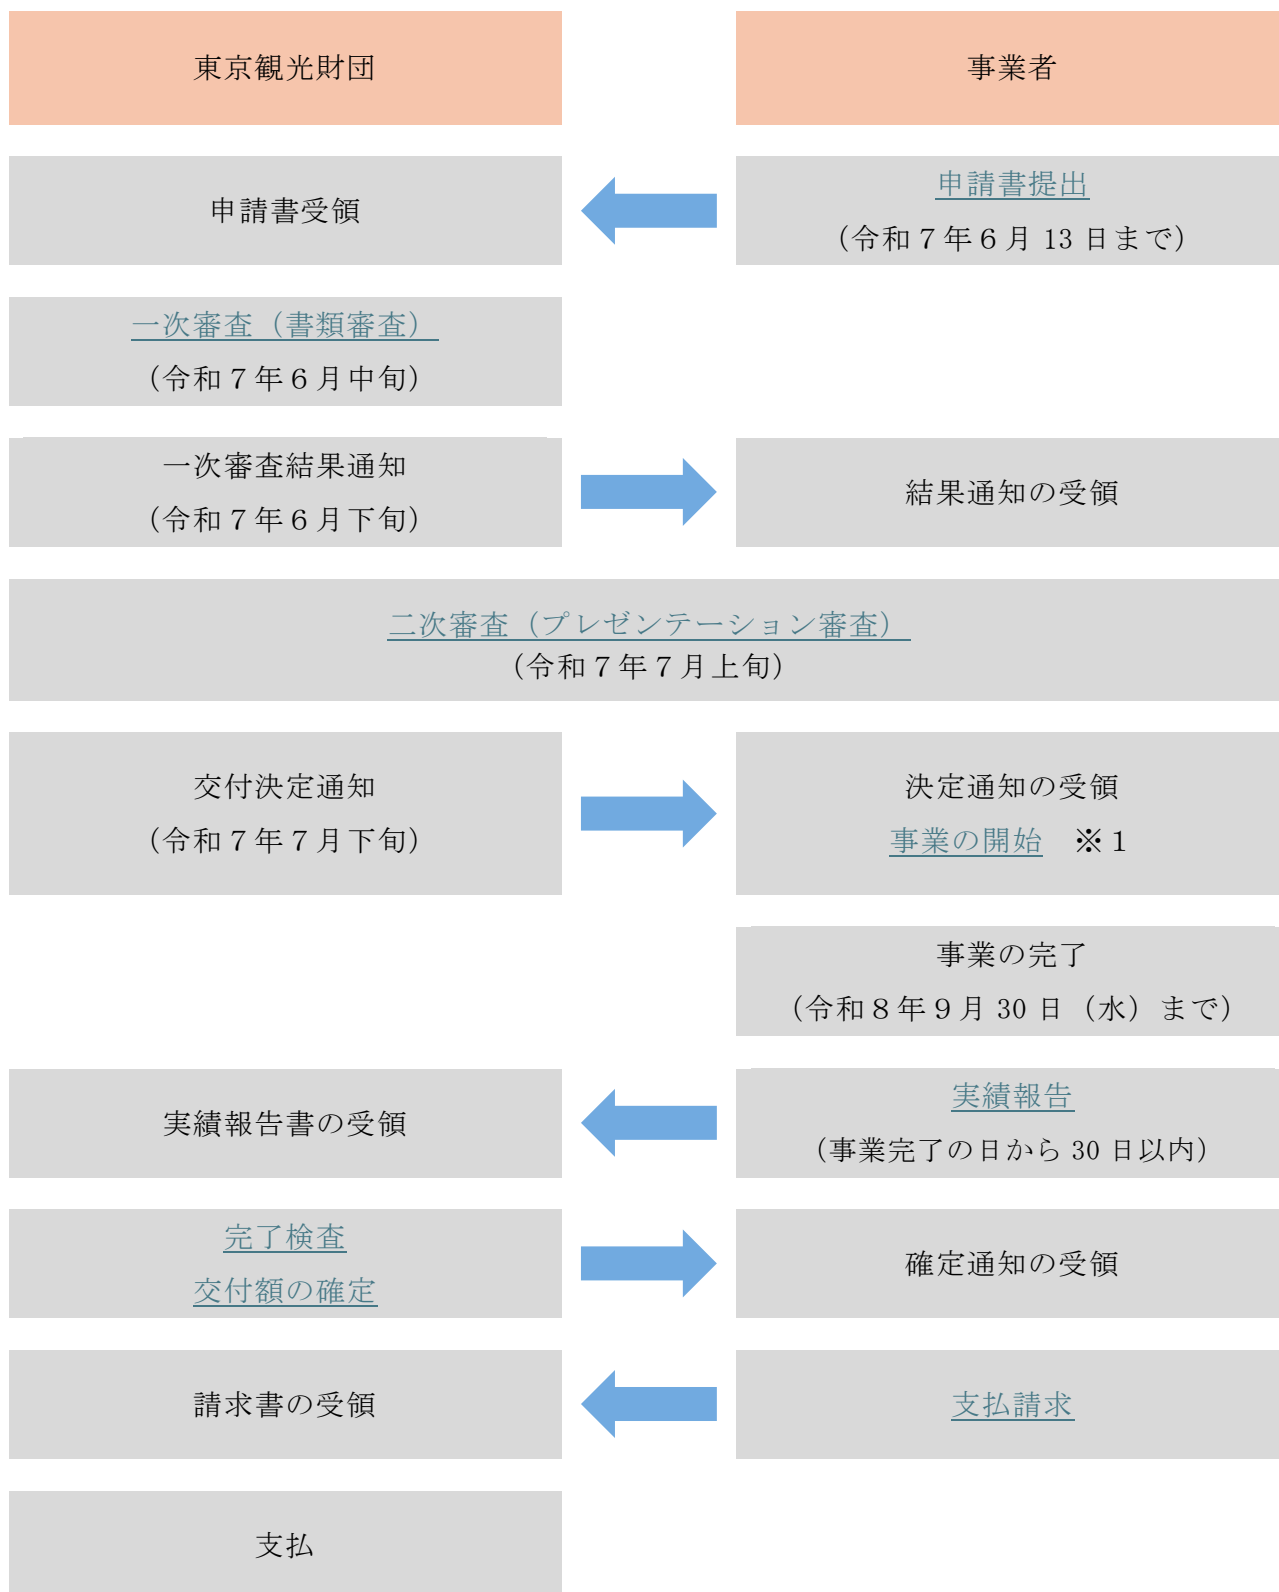 東京観光財団
事業者
申請書受領
申請書提出
（令和７年６月 13 日まで）
一次審査（書類審査）
（令和７年６月中旬）
一次審査結果通知
（令和７年６月下旬）
結果通知の受領
二次審査（プレゼンテーション審査）
（令和７年７月上旬）
交付決定通知
（令和７年７月下旬）
決定通知の受領
事業の開始　※１
事業の完了
（令和８年９月 30 日（水）まで）
実績報告書の受領
実績報告
（事業完了の日から 30 日以内）
完了検査
交付額の確定
確定通知の受領
請求書の受領
支払請求
支払